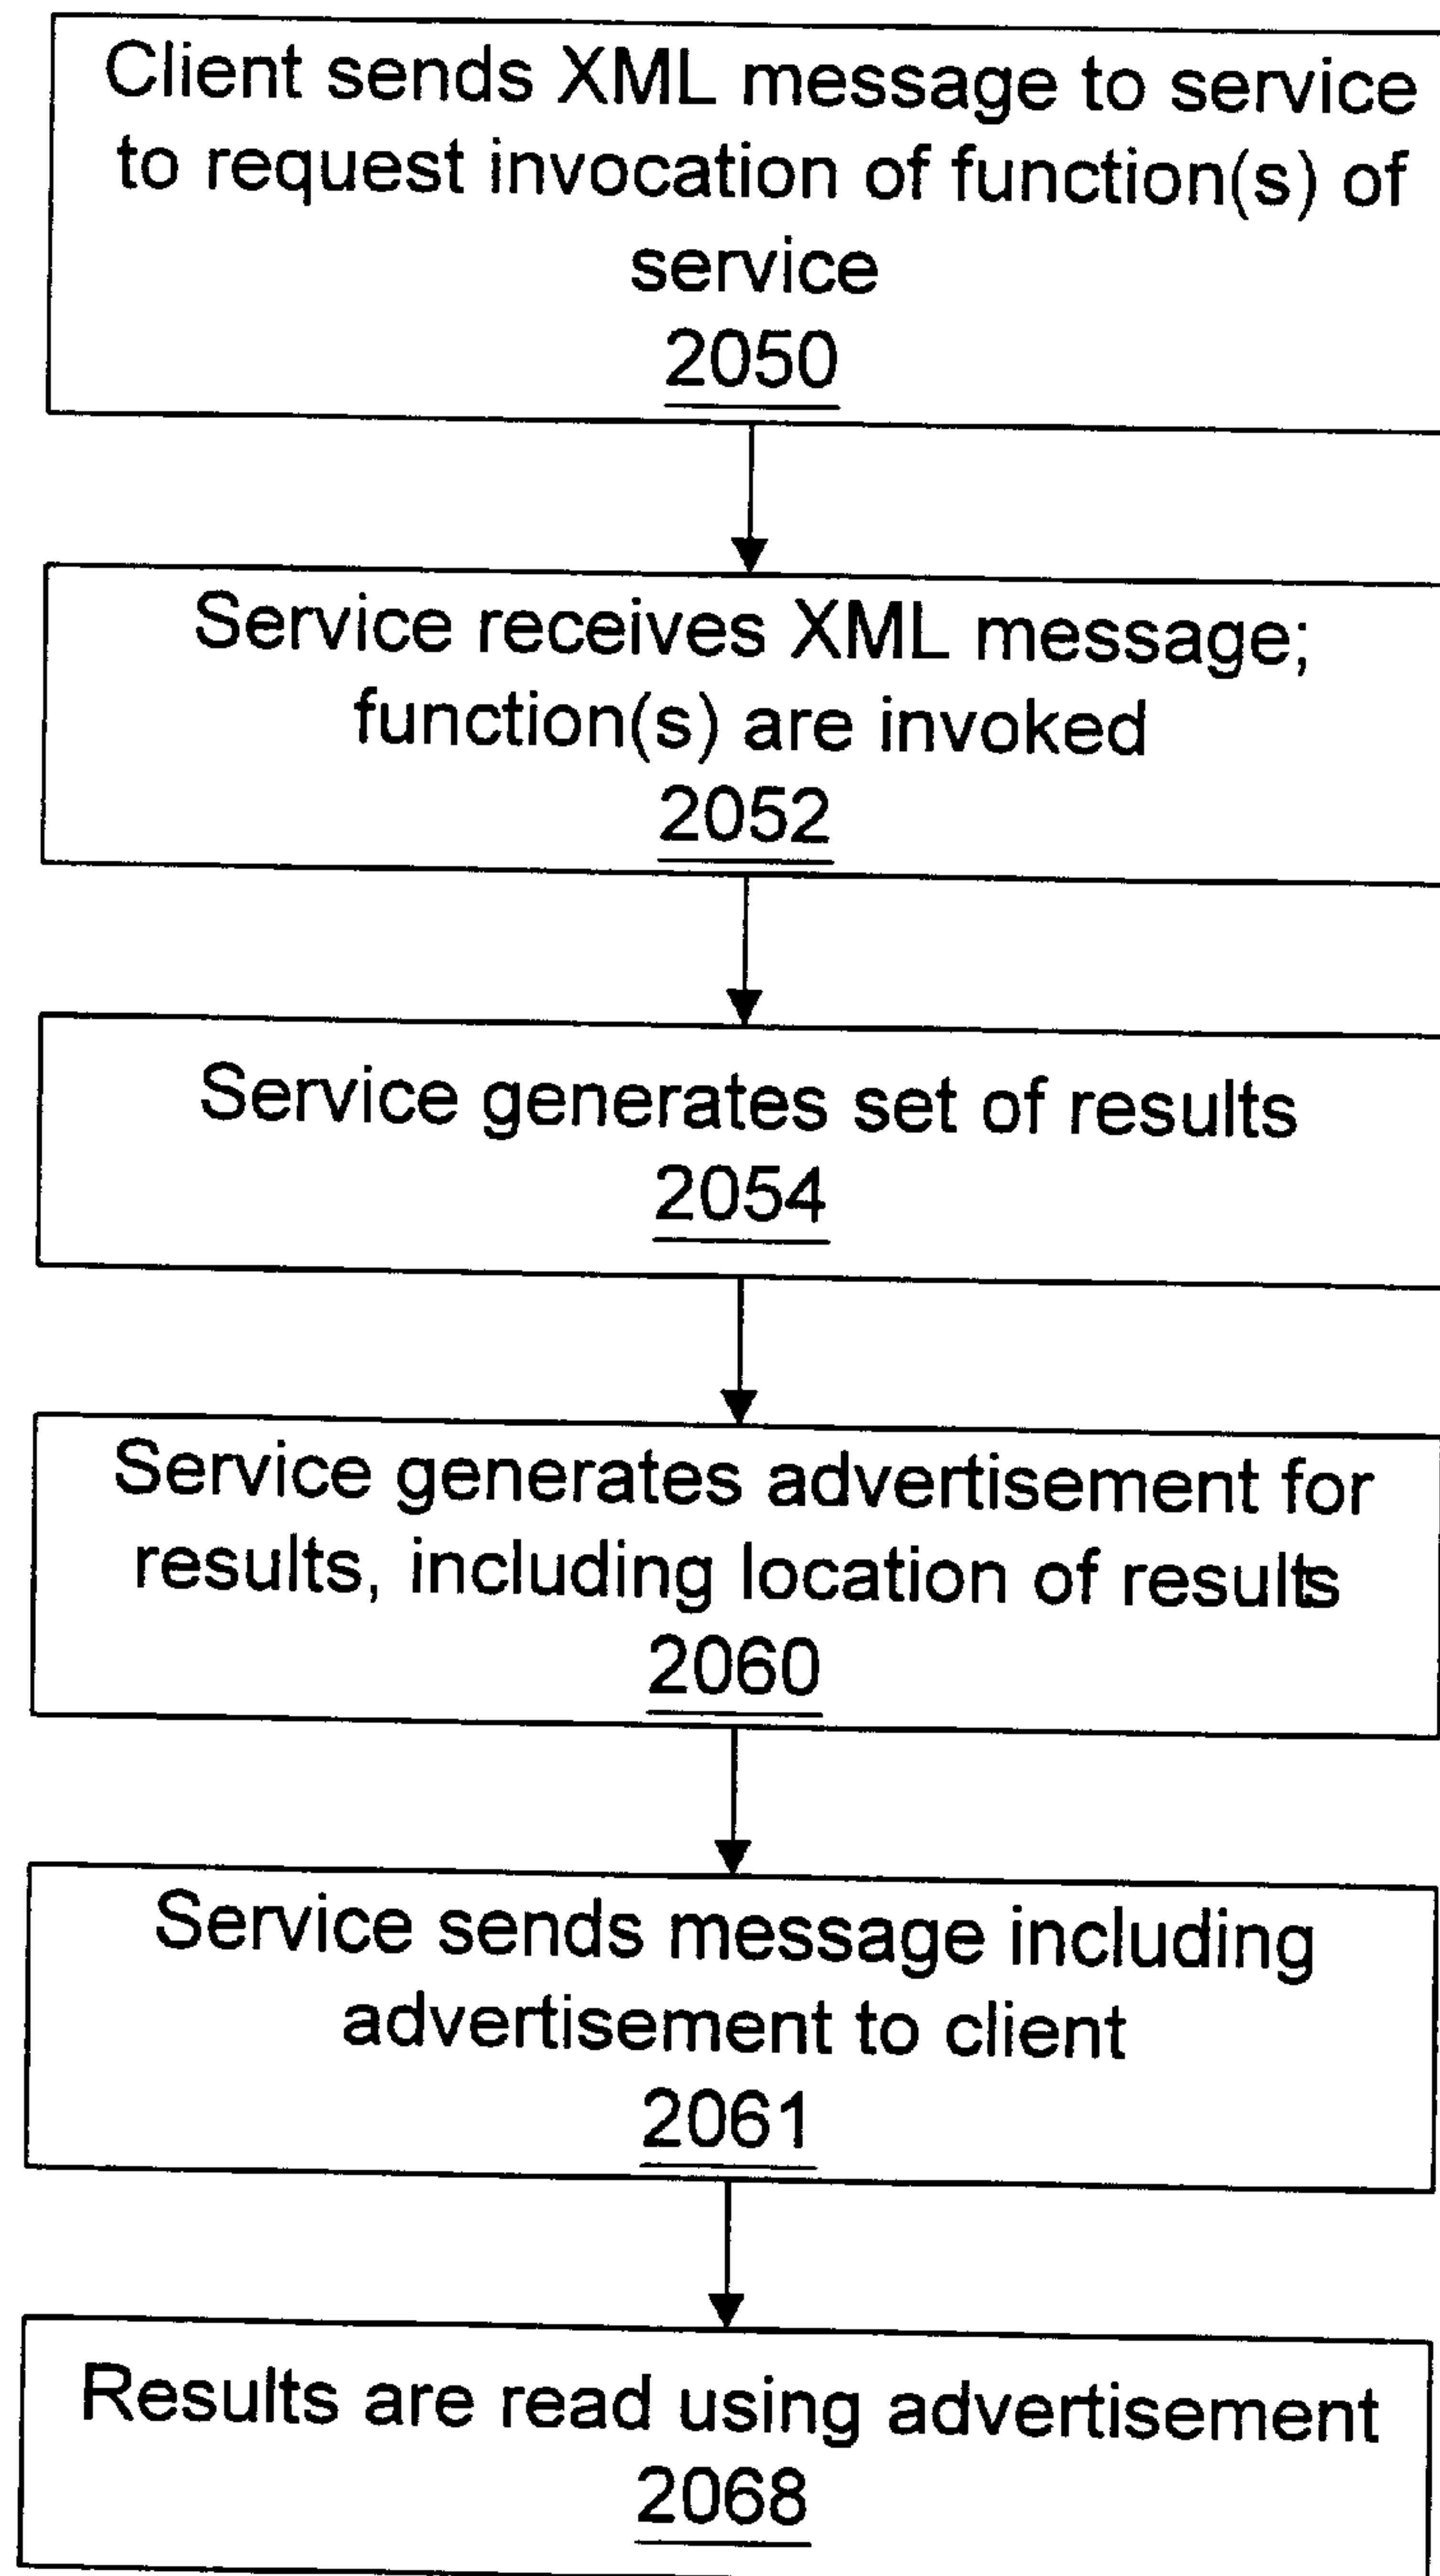 Client sends XML message to service
to request invocation of function(s) of
service
2050
Service receives XML message;
function(s) are invoked
2052
Service generates set of results
2054
Service generates advertisement for
results, including location of results
2060
Service sends message including
advertisement to client
2061
Results are read using advertisement
2068